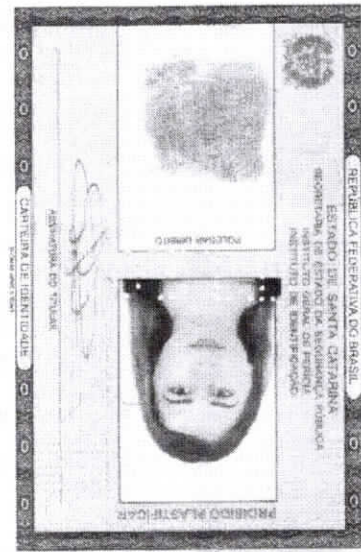 REPÚBLICA FEDERATIVA DO BRASIL
ESTADO DE SANTA CATARINA
SECRETARIA DE ESTADO DA SEGURANÇA PÚBLICA
INSTITUTO GERAL DE PERÍCIA
INSTITUTO DE IDENTIFICAÇÃO
PROIBIDO PLASTIFICAR
POLEGAR DIREITO
ASSINATURA DO TITULAR
CARTEIRA DE IDENTIDADE